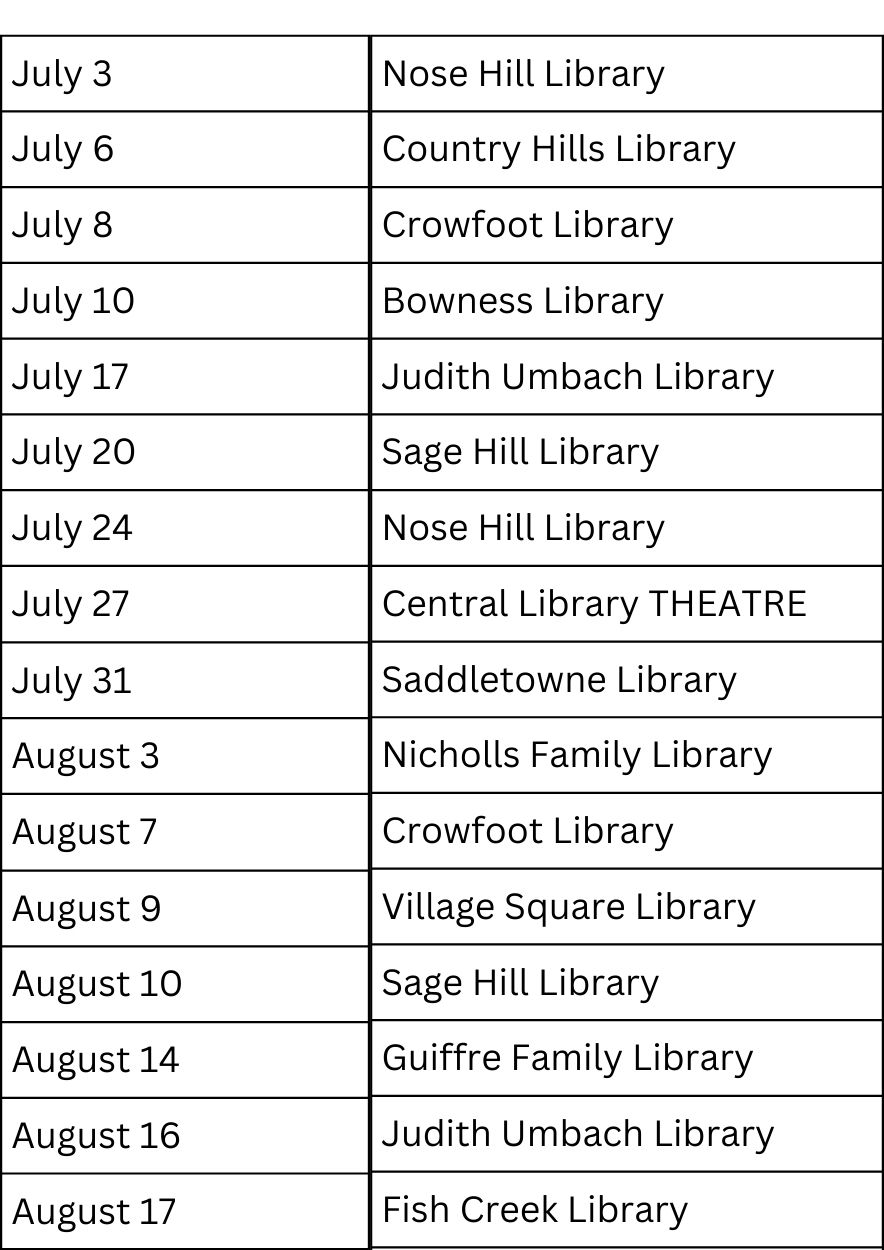 July 3 Nose Hill Library
July 6 Country Hills Library
July 8 Crowfoot Library
July 10 Bowness Library
July 17 Judith Umbach Library
July 20 Sage Hill Library
July 24 Nose Hill Library
July 27 Central Library THEATRE
July 31 Saddletowne Library
August 3 Nicholls Family Library
August 7 Crowfoot Library
August 9 Village Square Library
August 10 Sage Hill Library
August 14 Guiffre Family Library
August 16 Judith Umbach Library
August 17 Fish Creek Library